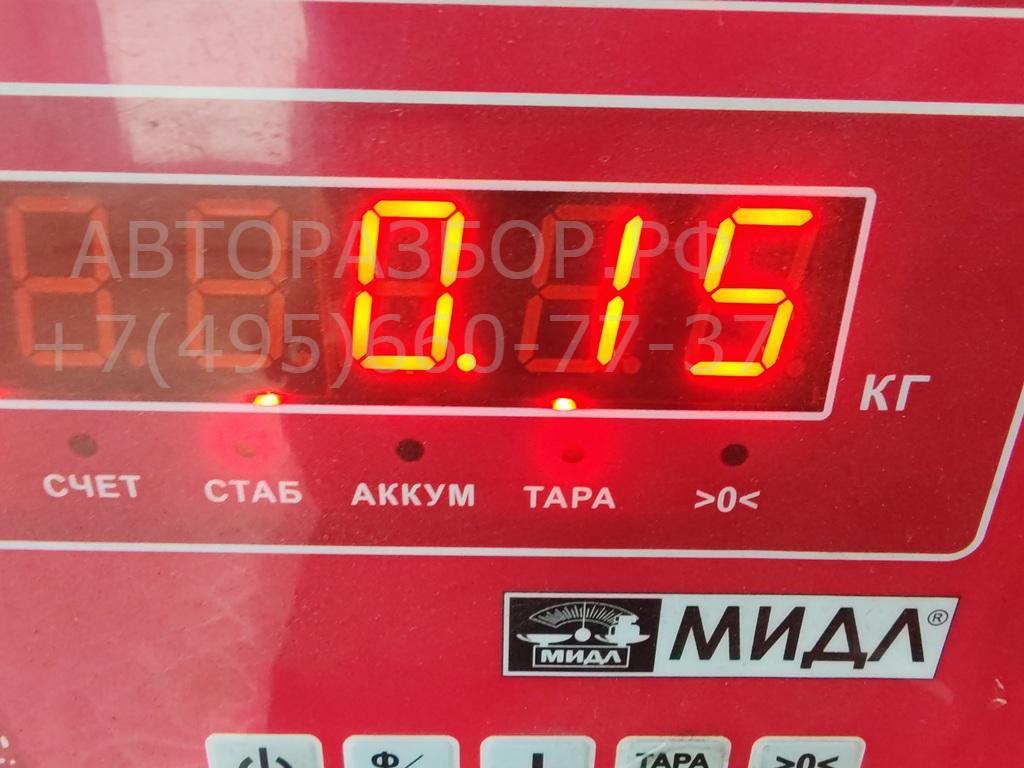 АВТОРАЗБОР.РФ
+7(495)660-77-37
0.15
КГ
СЧЕТ СТАБ АККУМ ТАРА >0<
МИДЛ МИДЛ®
ТАРА >0<